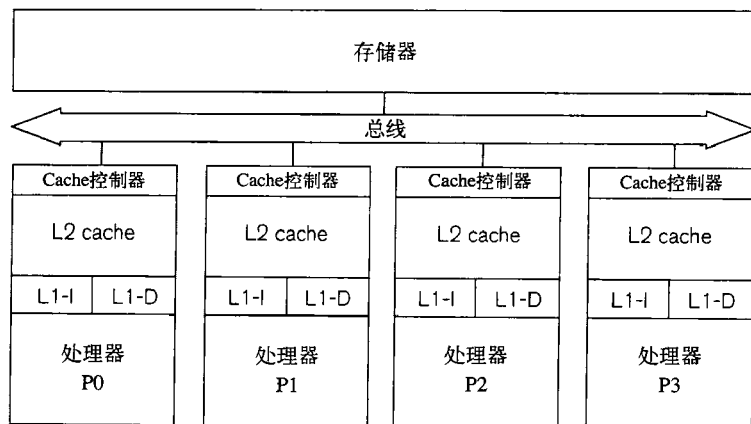 存储器
总线
Cache控制器 Cache控制器 Cache控制器 Cache控制器
L2 cache L2 cache L2 cache L2 cache
L1-I L1-D L1-I L1-D L1-I L1-D L1-I L1-D
处理器 处理器 处理器 处理器
P0 P1 P2 P3